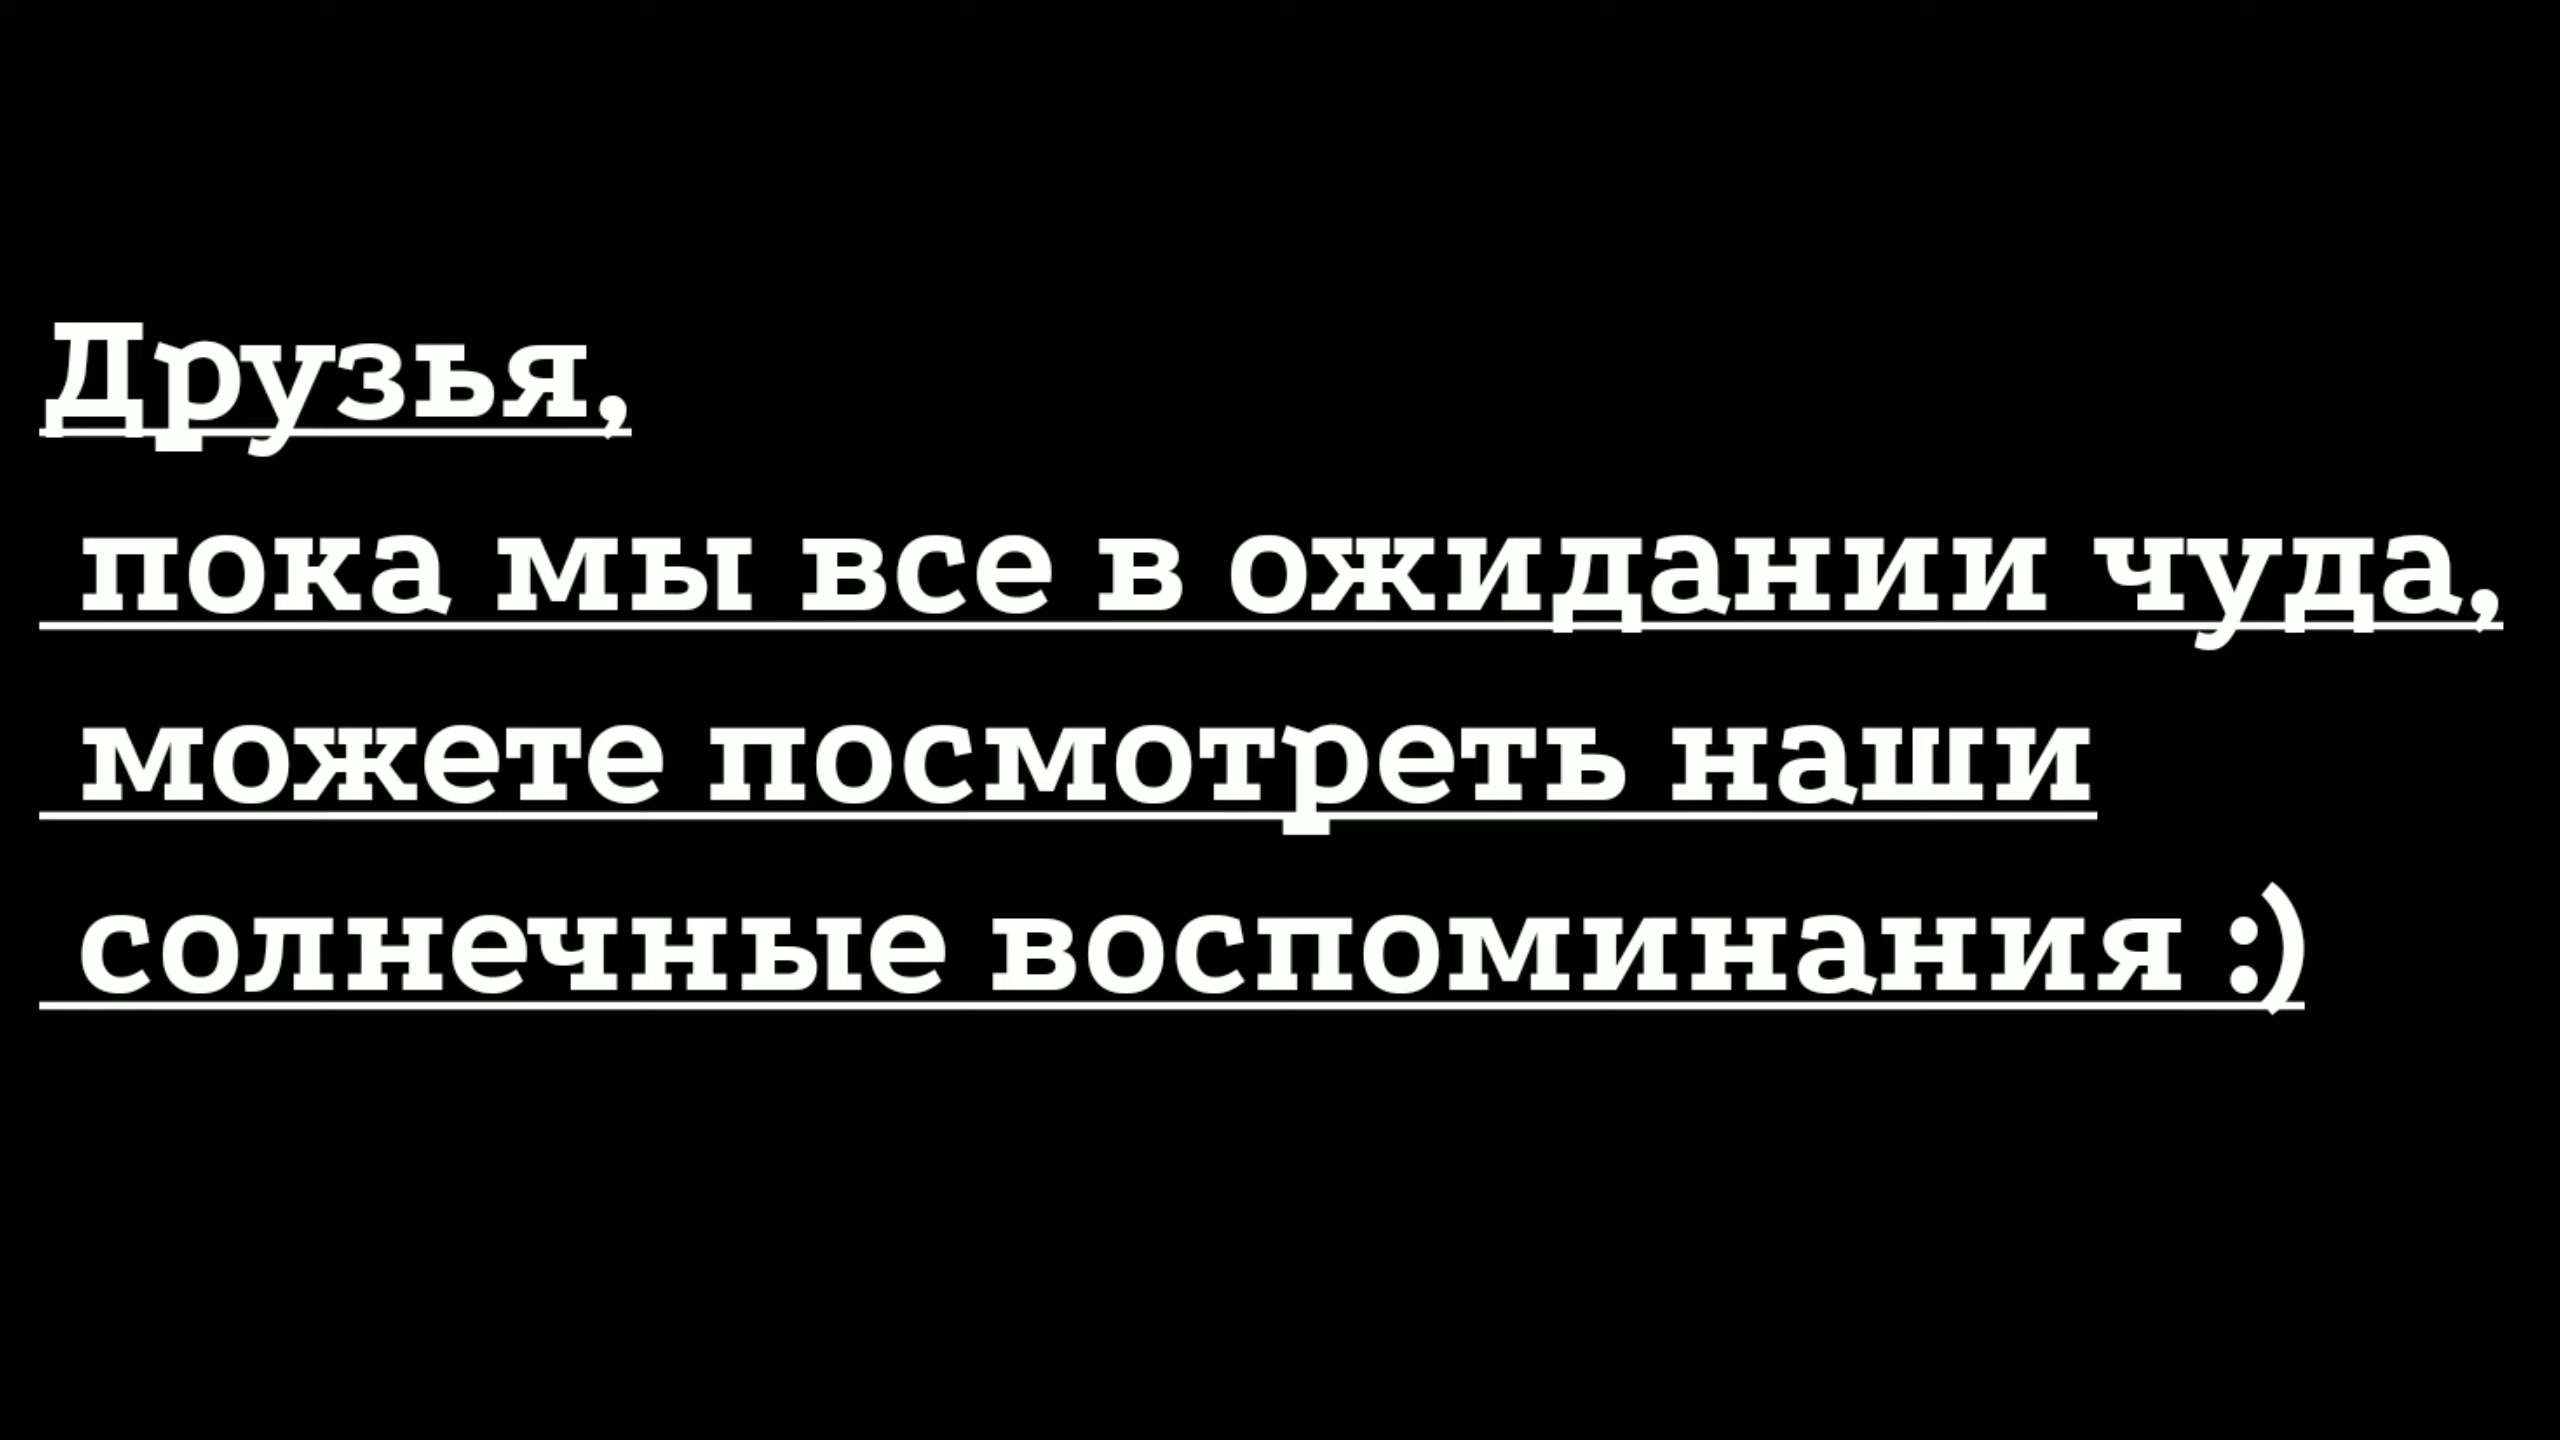 Друзья,
пока мы все в ожидании чуда,
можете посмотреть наши
солнечные воспоминания :)